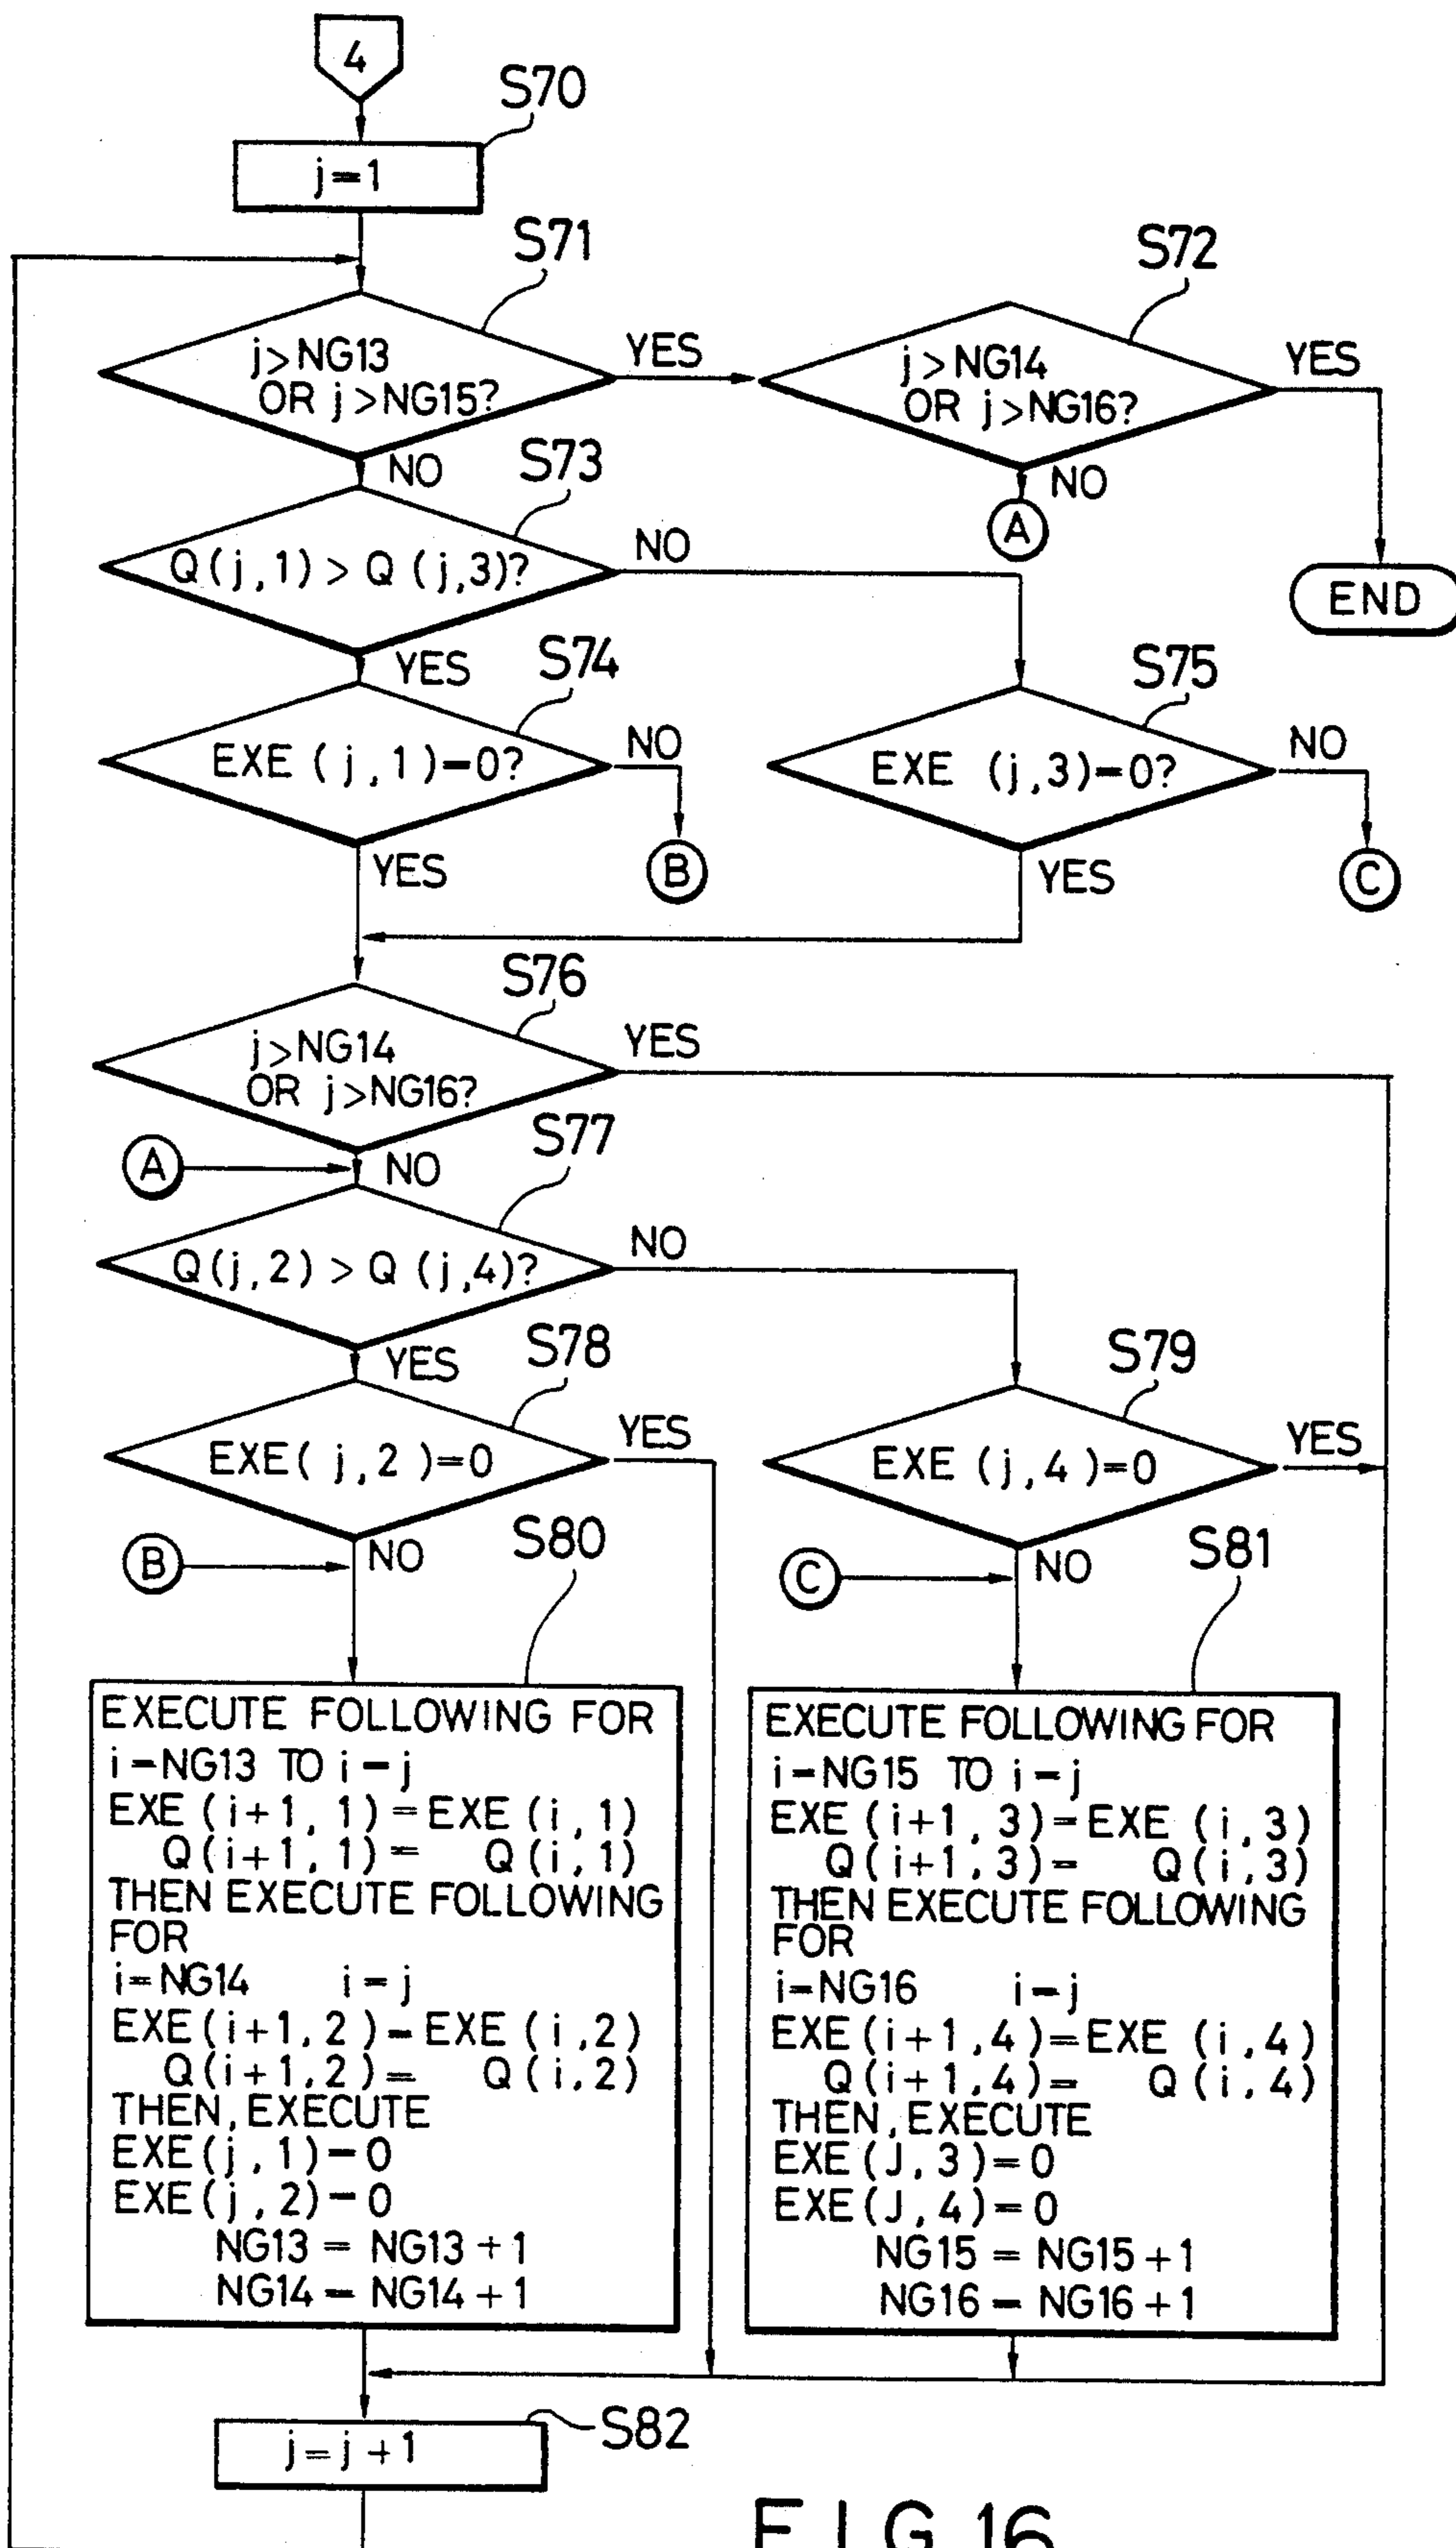 4
S70
j=1
S71
S72
j>NG13
OR j>NG15?
YES
j>NG14
OR j>NG16?
YES
NO
S73
NO
A
Q(j,1) > Q (j,3)?
NO
END
YES
S74
S75
EXE (j,1)=0?
NO
EXE (j,3)=0?
NO
B
C
YES
YES
S76
j>NG14
OR j>NG16?
YES
A
NO
S77
Q(j,2) > Q (j,4)?
NO
YES
S78
S79
EXE( j,2 )=0
YES
EXE (j,4 )=0
YES
B
NO
S80
C
NO
S81
EXECUTE FOLLOWING FOR
i=NG13 TO i=j
EXE (i+1, 1) = EXE (i,1)
Q(i+1, 1) = Q(i,1)
THEN EXECUTE FOLLOWING
FOR
i=NG14 i=j
EXE(i+1,2)=EXE (i,2)
Q(i+1,2)= Q(i,2)
THEN, EXECUTE
EXE(j,1)=0
EXE(j,2)=0
NG13 = NG13+1
NG14 = NG14+1
EXECUTE FOLLOWING FOR
i=NG15 TO i=j
EXE (i+1,3)=EXE (i,3)
Q(i+1,3)= Q(i,3)
THEN EXECUTE FOLLOWING
FOR
i=NG16 i=j
EXE(i+1,4)=EXE (i,4)
Q(i+1,4)= Q(i,4)
THEN, EXECUTE
EXE(J,3)=0
EXE(J,4)=0
NG15 = NG15+1
NG16 = NG16+1
S82
j=j+1
FIG.16